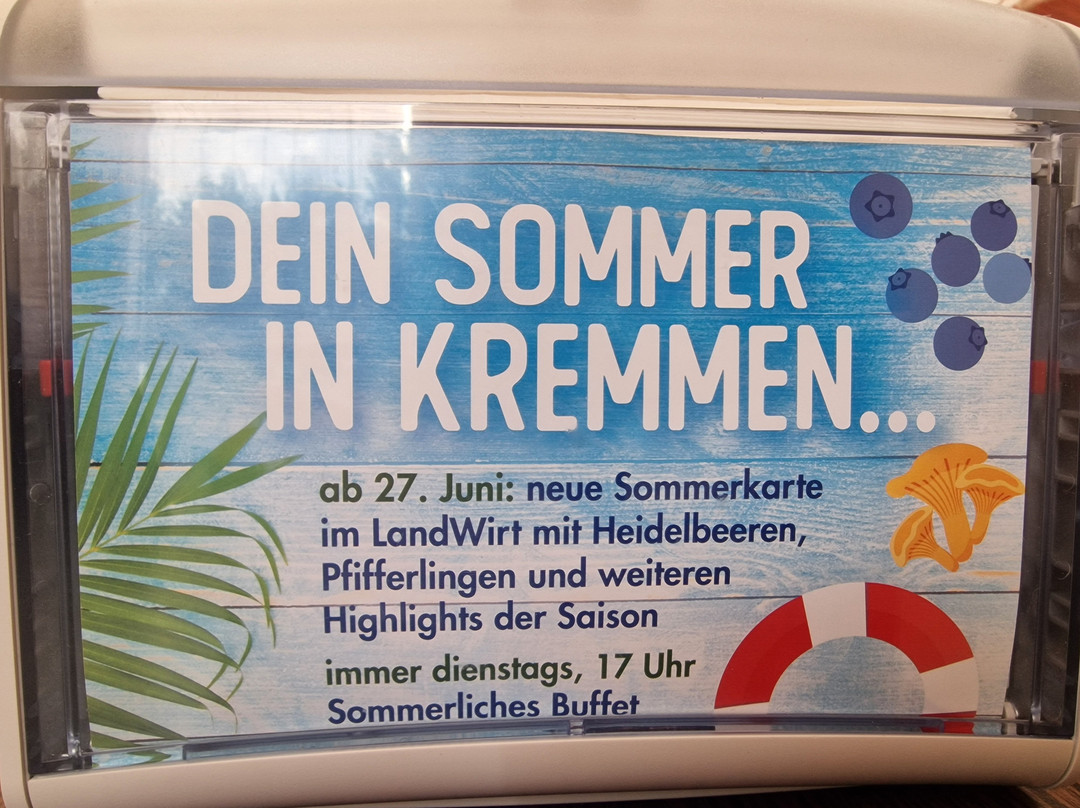 DEIN SOMMER
IN KREMMEN...
ab 27. Juni: neue Sommerkarte
im LandWirt mit Heidelbeeren,
Pfifferlingen und weiteren
Highlights der Saison
immer dienstags, 17 Uhr
Sommerliches Buffet